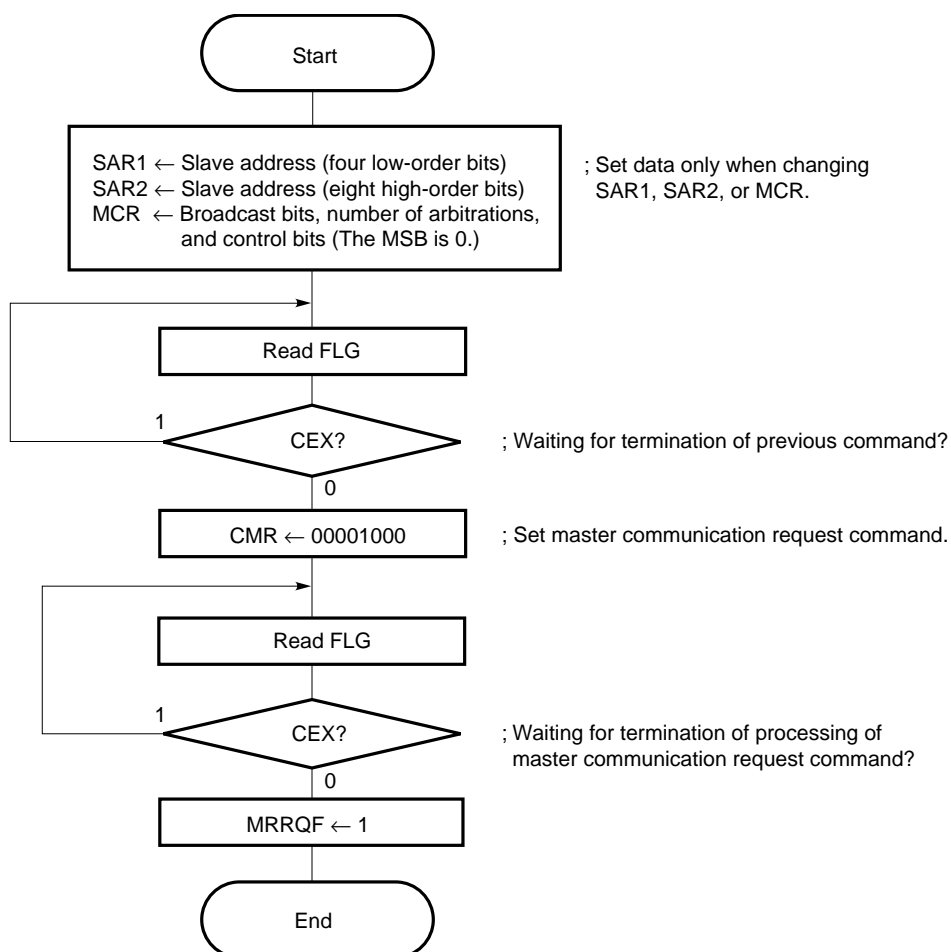 Start
SAR1 ← Slave address (four low-order bits)
SAR2 ← Slave address (eight high-order bits)
MCR ← Broadcast bits, number of arbitrations,
and control bits (The MSB is 0.)
; Set data only when changing
SAR1, SAR2, or MCR.
Read FLG
1
CEX?
; Waiting for termination of previous command?
0
CMR ← 00001000
; Set master communication request command.
Read FLG
1
CEX?
; Waiting for termination of processing of
master communication request command?
0
MRRQF ← 1
End